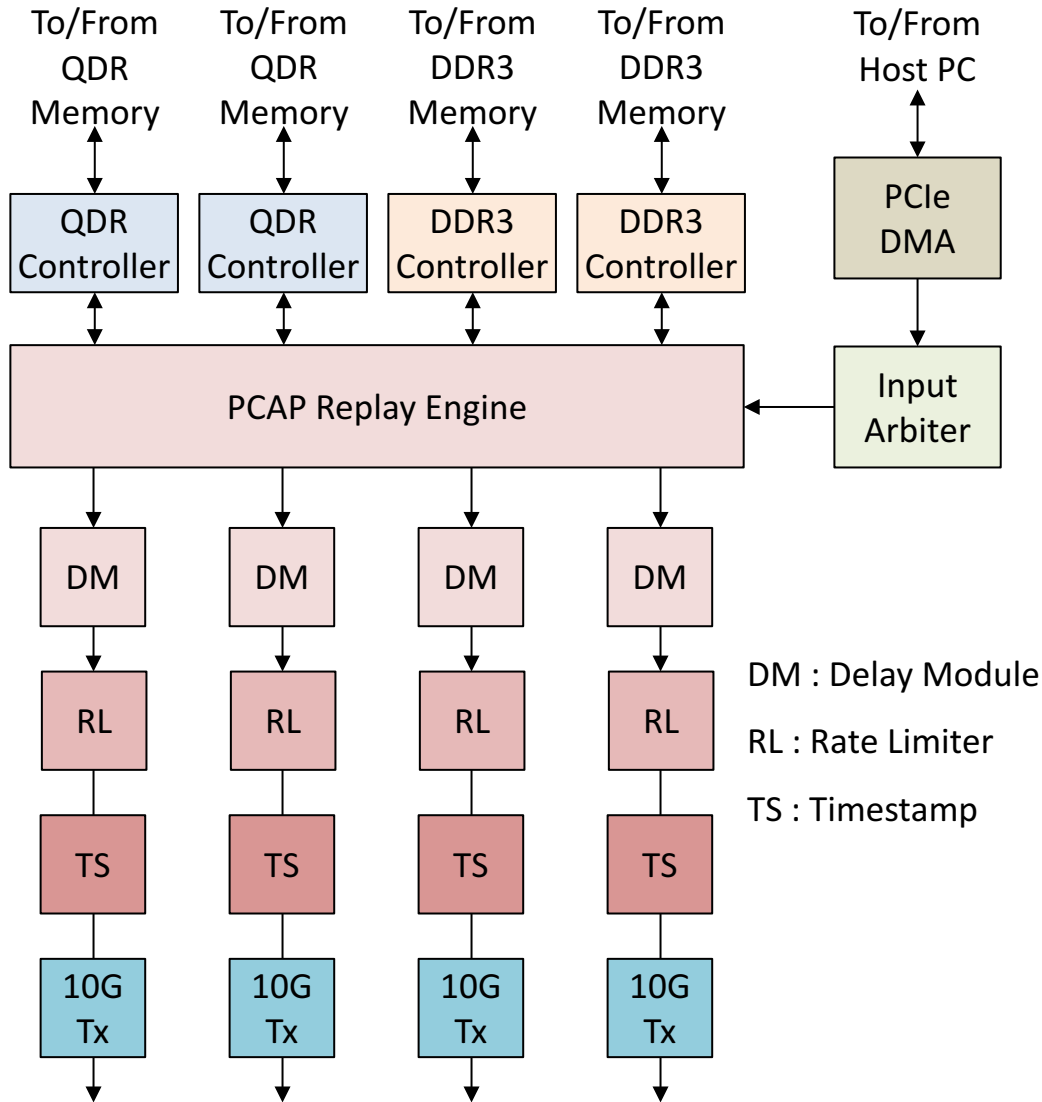 To/From
QDR
Memory
To/From
QDR
Memory
To/From
DDR3
Memory
To/From
DDR3
Memory
To/From
Host PC
QDR
Controller
QDR
Controller
DDR3
Controller
DDR3
Controller
PCIe
DMA
PCAP Replay Engine
Input
Arbiter
DM
DM
DM
DM
RL
RL
RL
RL
TS
TS
TS
TS
10G
Tx
10G
Tx
10G
Tx
10G
Tx
DM : Delay Module
RL : Rate Limiter
TS : Timestamp